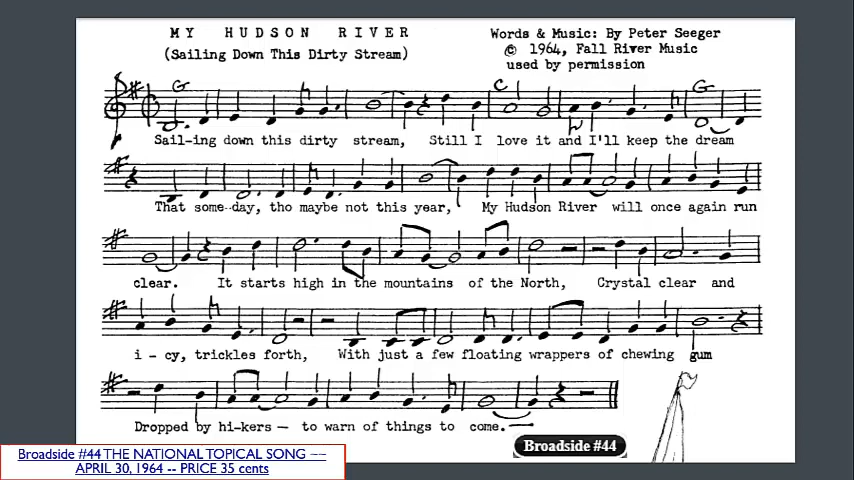 MY HUDSON RIVER
(Sailing Down This Dirty Stream)
Words & Music: By Peter Seeger
© 1964, Fall River Music
used by permission
G C G
Sail-ing down this dirty stream, Still I love it and I'll keep the dream
That some--day, tho maybe not this year, My Hudson River will once again run
clear. It starts high in the mountains of the North, Crystal clear and
i - cy, trickles forth, With just a few floating wrappers of chewing gum
Dropped by hi-kers — to warn of things to come. —
Broadside #44
Broadside #44 THE NATIONAL TOPICAL SONG ––
APRIL 30, 1964 -- PRICE 35 cents